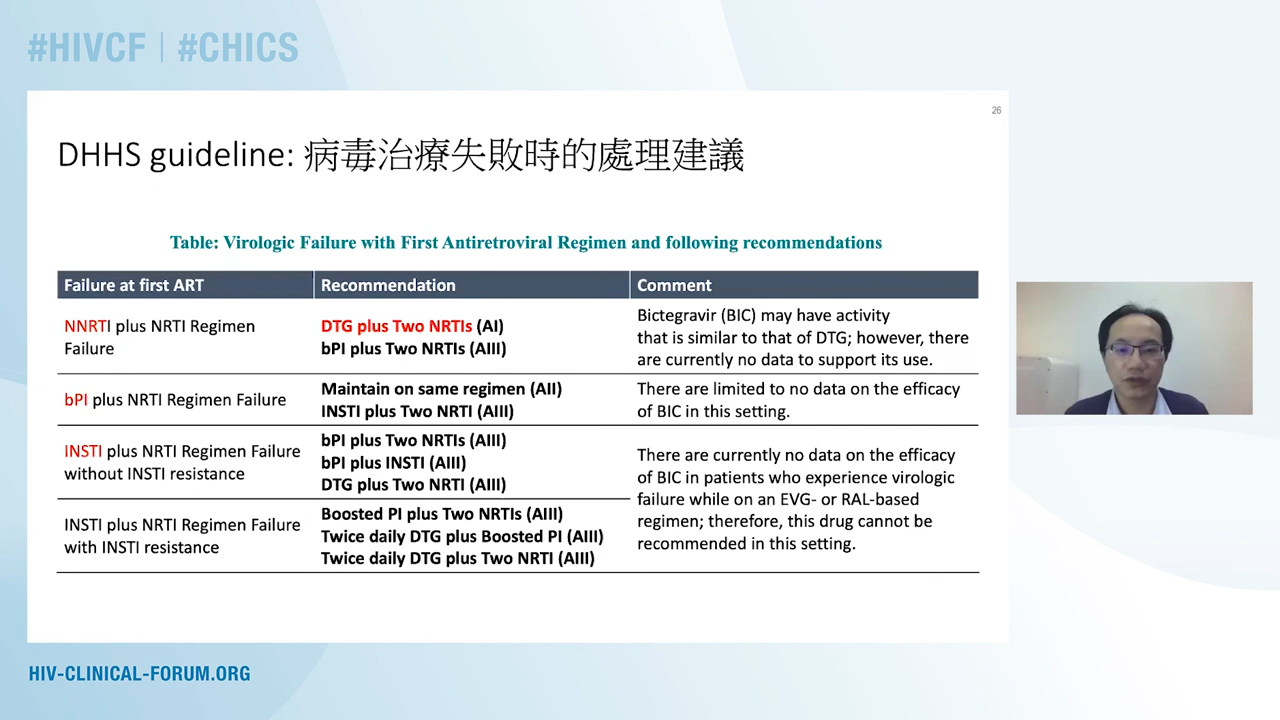 #HIVCF | #CHICS
26
DHHS guideline: 病毒治療失敗時的處理建議
Table: Virologic Failure with First Antiretroviral Regimen and following recommendations
Failure at first ART
Recommendation
Comment
NNRTI plus NRTI Regimen
Failure
DTG plus Two NRTIs (AI)
bPI plus Two NRTIs (AIII)
Bictegravir (BIC) may have activity
that is similar to that of DTG; however, there
are currently no data to support its use.
bPI plus NRTI Regimen Failure
Maintain on same regimen (AII)
INSTI plus Two NRTI (AIII)
There are limited to no data on the efficacy
of BIC in this setting.
INSTI plus NRTI Regimen Failure
without INSTI resistance
bPI plus Two NRTIs (AIII)
bPI plus INSTI (AIII)
DTG plus Two NRTI (AIII)
There are currently no data on the efficacy
of BIC in patients who experience virologic
failure while on an EVG- or RAL-based
regimen; therefore, this drug cannot be
recommended in this setting.
INSTI plus NRTI Regimen Failure
with INSTI resistance
Boosted PI plus Two NRTIs (AIII)
Twice daily DTG plus Boosted PI (AIII)
Twice daily DTG plus Two NRTI (AIII)
HIV-CLINICAL-FORUM.ORG